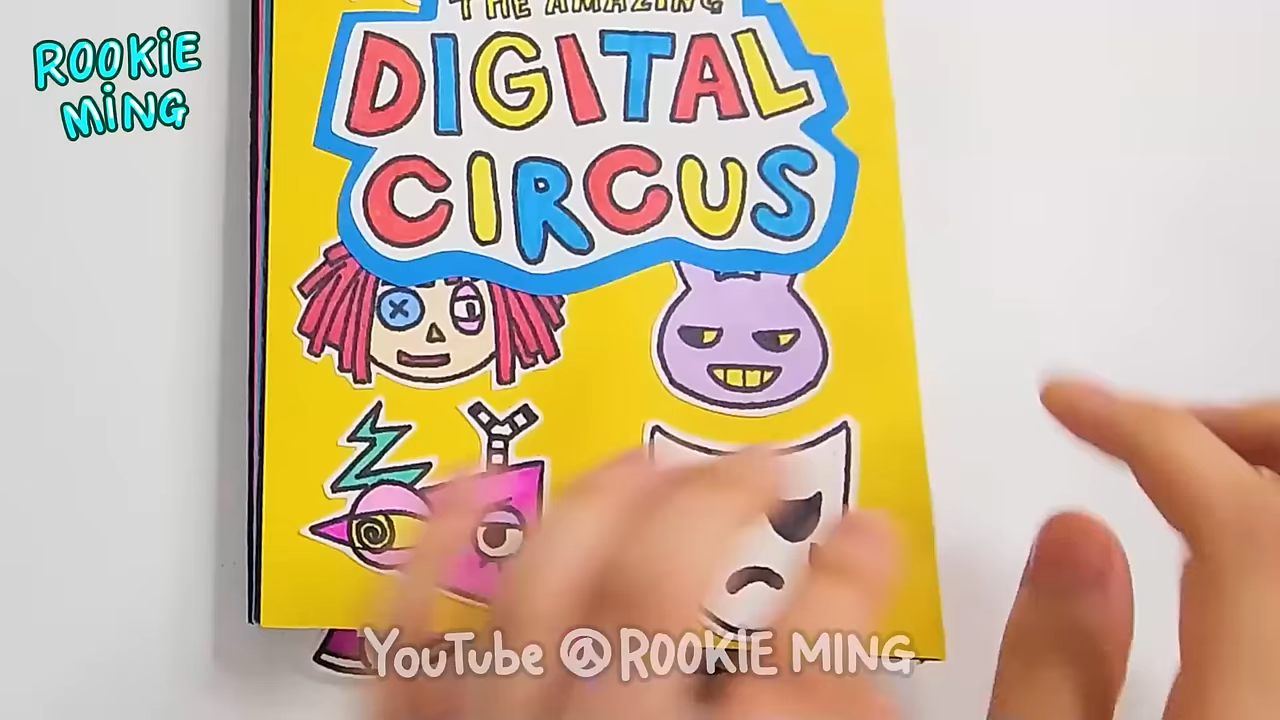 ROOKiE
MiNG
THE AMAZING
DIGITAL
CIRCUS
YouTube @ROOKIE MING